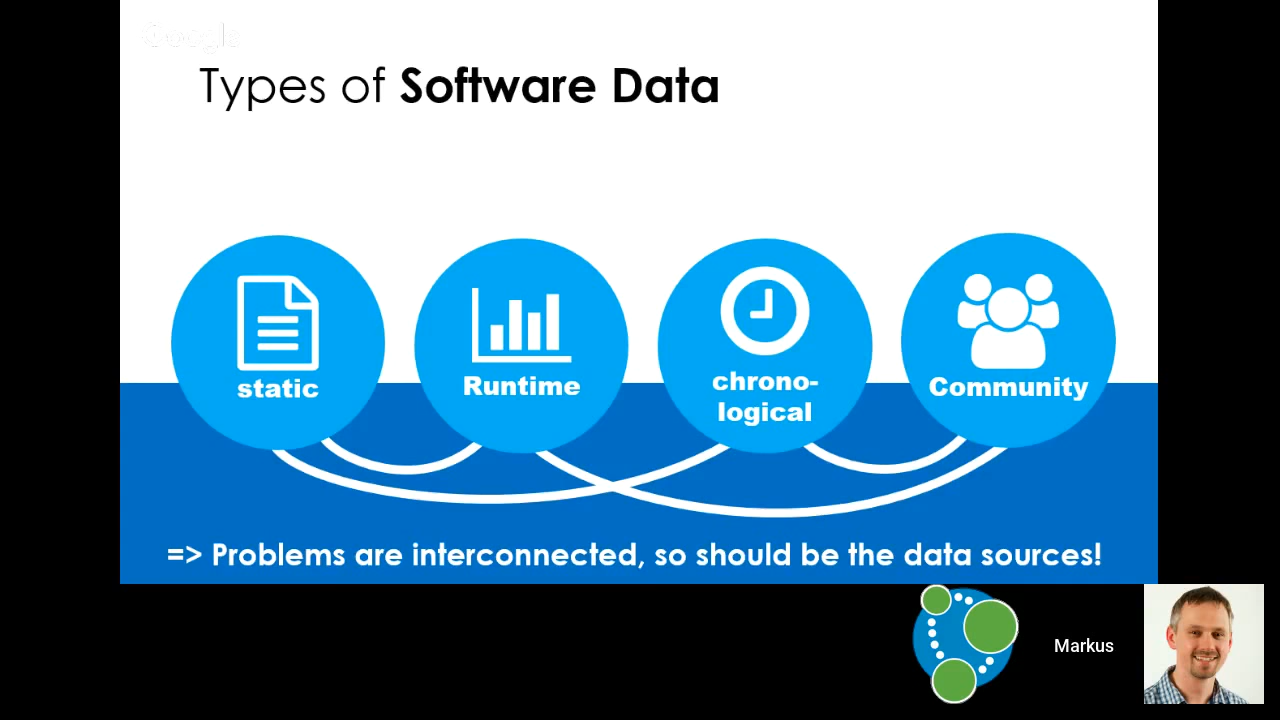 Google
Types of Software Data
static
Runtime
chrono-
logical
Community
=> Problems are interconnected, so should be the data sources!
Markus